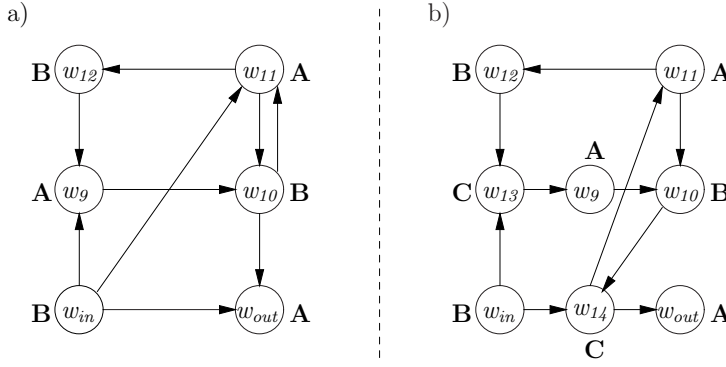 a)
b)
B w12 w11 A
B w12 w11 A
A w9 w10 B
A
C w13 w9 w10 B
B win wout A
B win w14 wout A
C